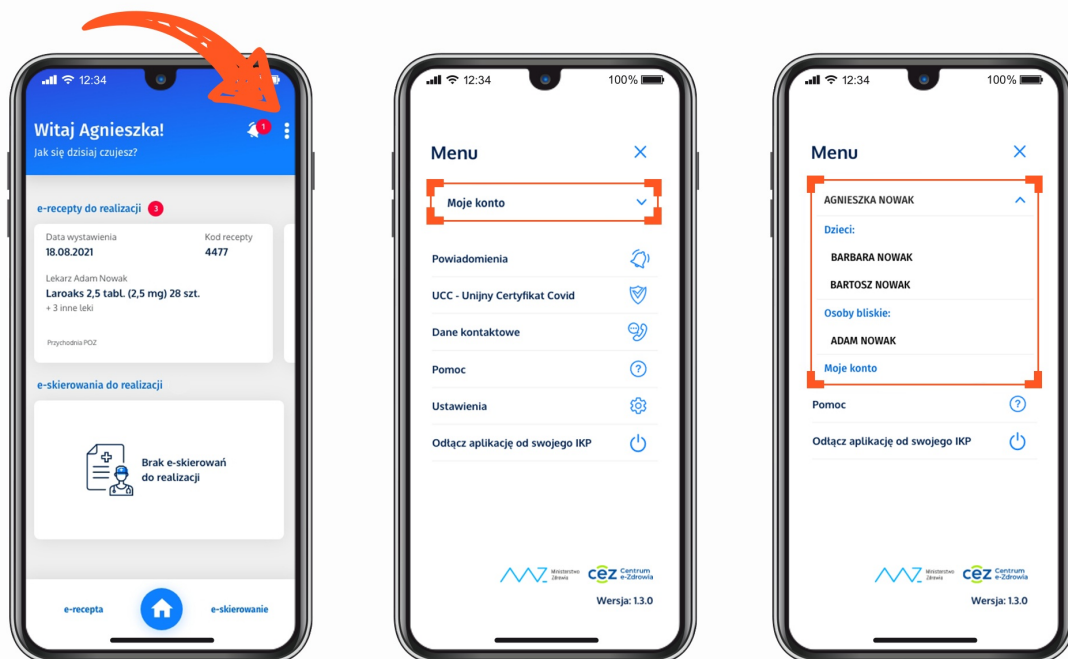 12:34
Witaj Agnieszka!
1
Jak się dzisiaj czujesz?
e-recepty do realizacji 3
Data wystawienia Kod recepty
18.08.2021 4477
Lekarz Adam Nowak
Laroaks 2,5 tabl. (2,5 mg) 28 szt.
+ 3 inne leki
Przychodnia POZ
e-skierowania do realizacji
Brak e-skierowań
do realizacji
e-recepta e-skierowanie
12:34 100%
Menu
Moje konto
Powiadomienia
UCC - Unijny Certyfikat Covid
Dane kontaktowe
Pomoc
Ustawienia
Odłącz aplikację od swojego IKP
MZ Ministerstwo Zdrowia
cez Centrum e-Zdrowia
Wersja: 1.3.0
12:34 100%
Menu
AGNIESZKA NOWAK
Dzieci:
BARBARA NOWAK
BARTOSZ NOWAK
Osoby bliskie:
ADAM NOWAK
Moje konto
Pomoc
Odłącz aplikację od swojego IKP
MZ Ministerstwo Zdrowia
cez Centrum e-Zdrowia
Wersja: 1.3.0